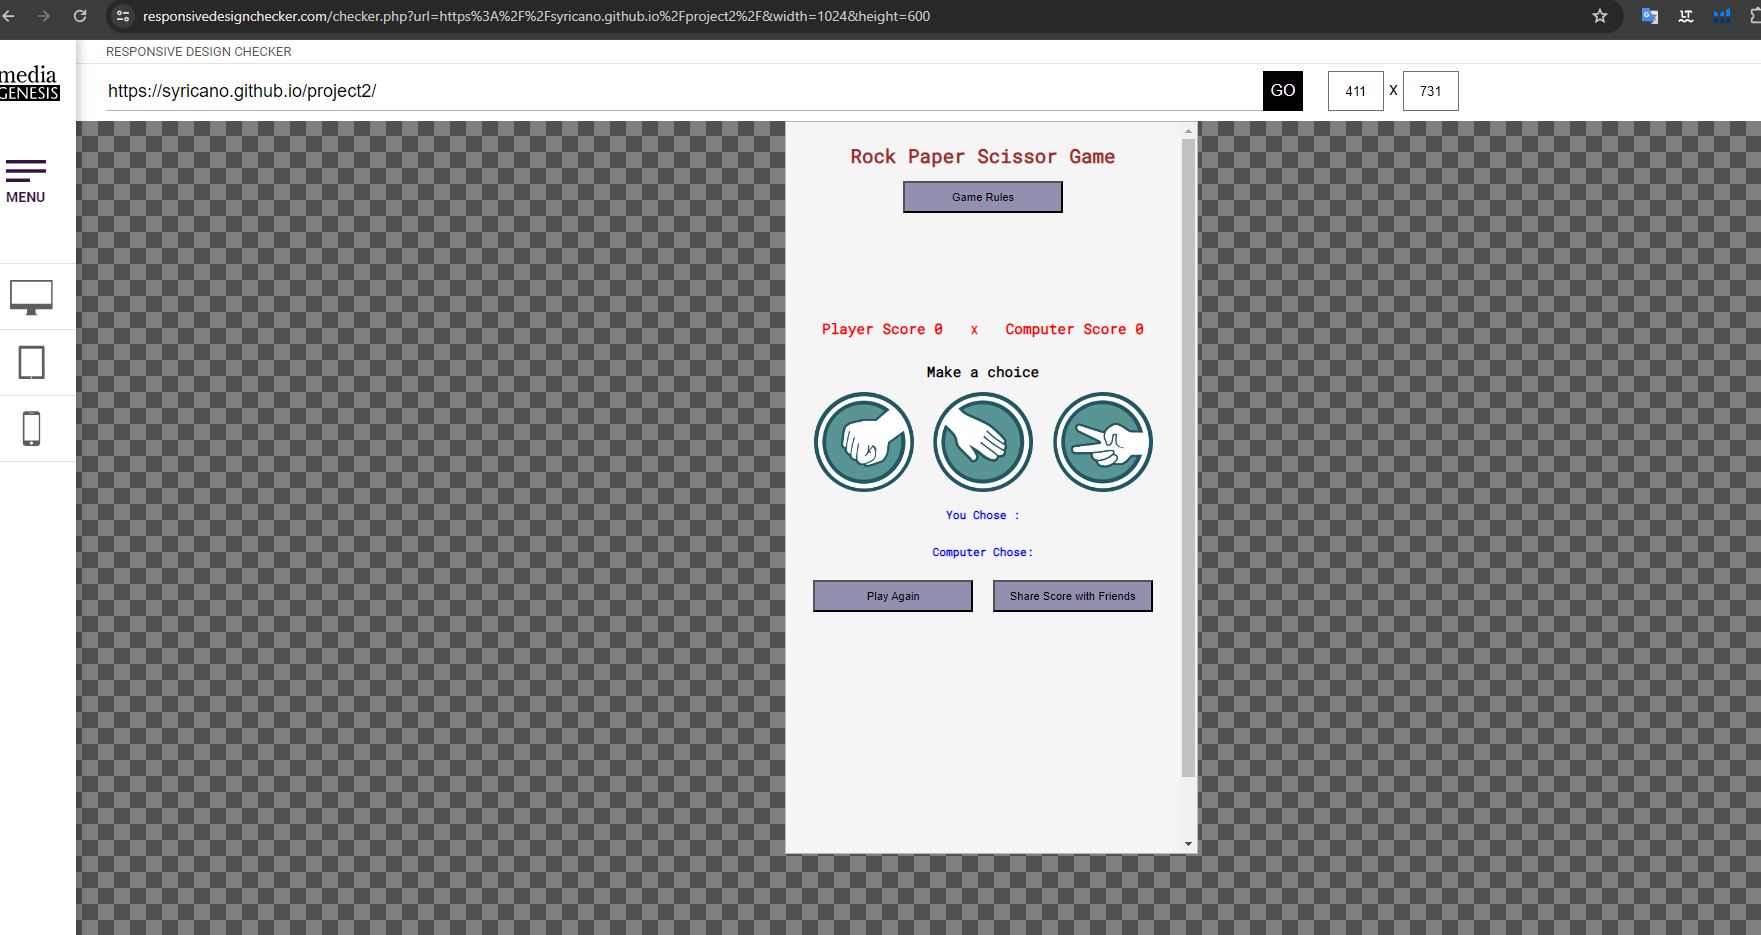 responsivedesignchecker.com/checker.php?url=https%3A%2F%2Fsyricano.github.io%2Fproject2%2F&width=1024&height=600
LT
RESPONSIVE DESIGN CHECKER
media
GENESIS
https://syricano.github.io/project2/
GO
411 X 731
MENU
Rock Paper Scissor Game
Game Rules
Player Score 0 x Computer Score 0
Make a choice
You Chose :
Computer Chose:
Play Again
Share Score with Friends